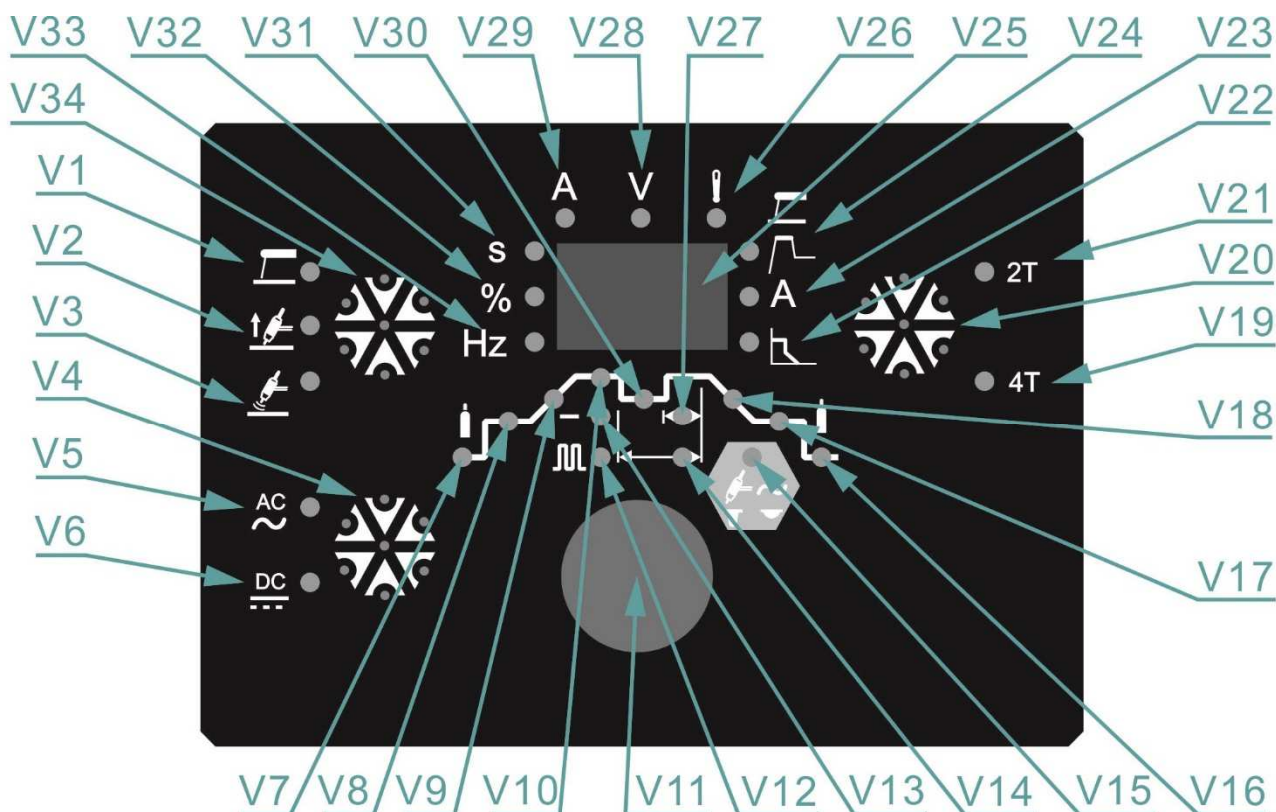 V33 V32 V31 V30 V29 V28 V27 V26 V25 V24 V23
V34 V22
V1 A V V21
V2 s 2T V20
V3 % A V19
V4 Hz 4T V18
V5 AC
V6 DC V17
V7 V8 V9 V10 V11 V12 V13 V14 V15 V16